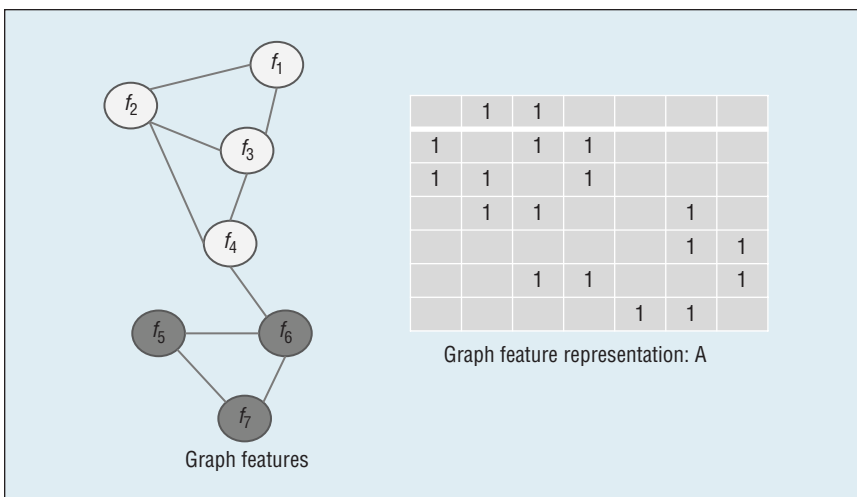 f1
f2
f3
f4
f5
f6
f7
Graph features
1 1
1 1 1
1 1 1
1 1 1
1 1
1 1 1
1 1
Graph feature representation: A